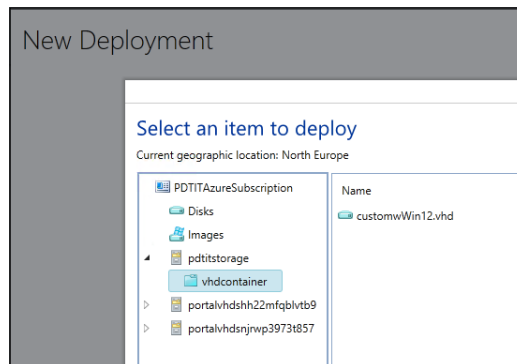 New Deployment
Select an item to deploy
Current geographic location: North Europe
PDTITAzureSubscription
Disks
Images
pdtitstorage
vhdcontainer
portalvhdshh22mfqblvtb9
portalvhdsnjrwp3973t857
Name
customwWin12.vhd